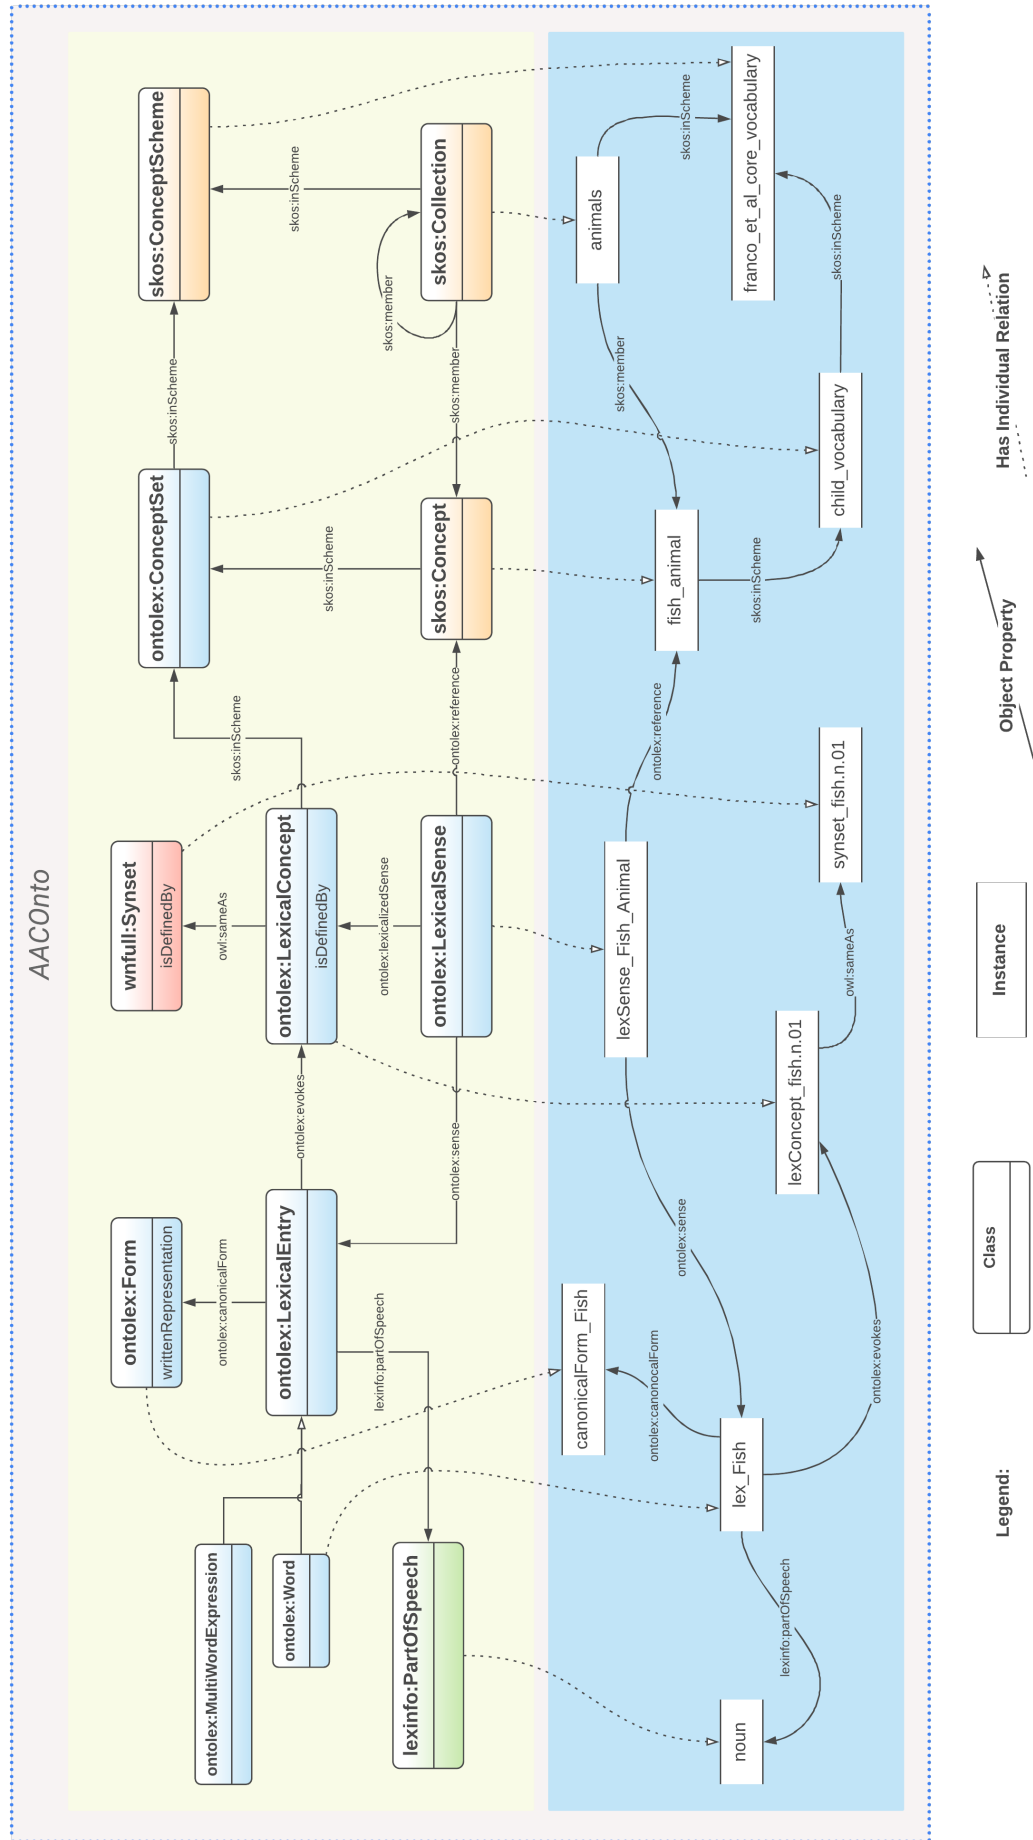 AACOnto
ontolex:MultiWordExpression
ontolex:Word
lexinfo:PartOfSpeech
ontolex:Form
writtenRepresentation
ontolex:canonicalForm
ontolex:LexicalEntry
lexinfo:partOfSpeech
ontolex:evokes
ontolex:sense
wnfull:Synset
isDefinedBy
owl:sameAs
ontolex:LexicalConcept
isDefinedBy
ontolex:lexicalizedSense
ontolex:LexicalSense
skos:inScheme
ontolex:reference
ontolex:ConceptSet
skos:inScheme
skos:Concept
skos:inScheme
skos:member
skos:member
skos:ConceptScheme
skos:inScheme
skos:Collection
noun
lexinfo:partOfSpeech
lex_Fish
canonicalForm_Fish
ontolex:canonocalForm
ontolex:evokes
ontolex:sense
lexConcept_fish.n.01
lexSense_Fish_Animal
owl:sameAs
synset_fish.n.01
ontolex:reference
fish_animal
skos:inScheme
child_vocabulary
skos:member
skos:inScheme
animals
skos:inScheme
franco_et_al_core_vocabulary
Legend:
Class
Instance
Object Property
Has Individual Relation